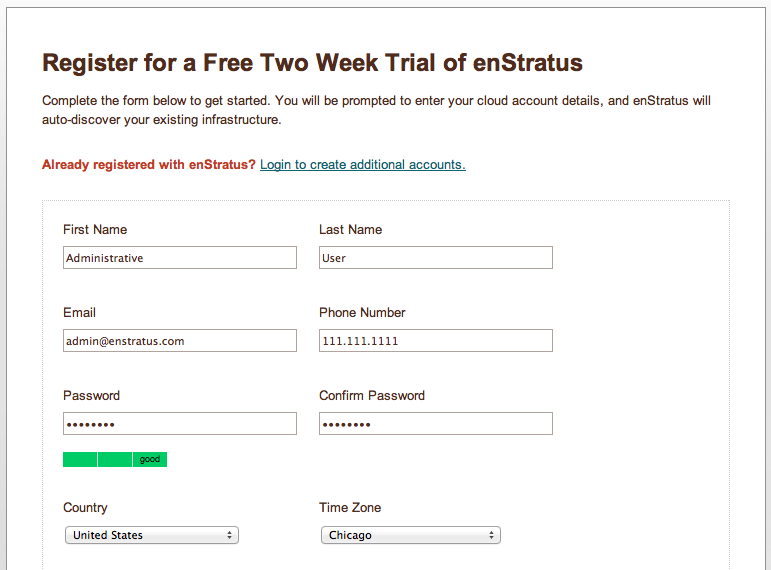 Register for a Free Two Week Trial of enStratus
Complete the form below to get started. You will be prompted to enter your cloud account details, and enStratus will
auto-discover your existing infrastructure.
Already registered with enStratus? Login to create additional accounts.
First Name Last Name
Administrative User
Email Phone Number
admin@enstratus.com 111.111.1111
Password Confirm Password
•••••••• ••••••••
good
Country Time Zone
United States Chicago